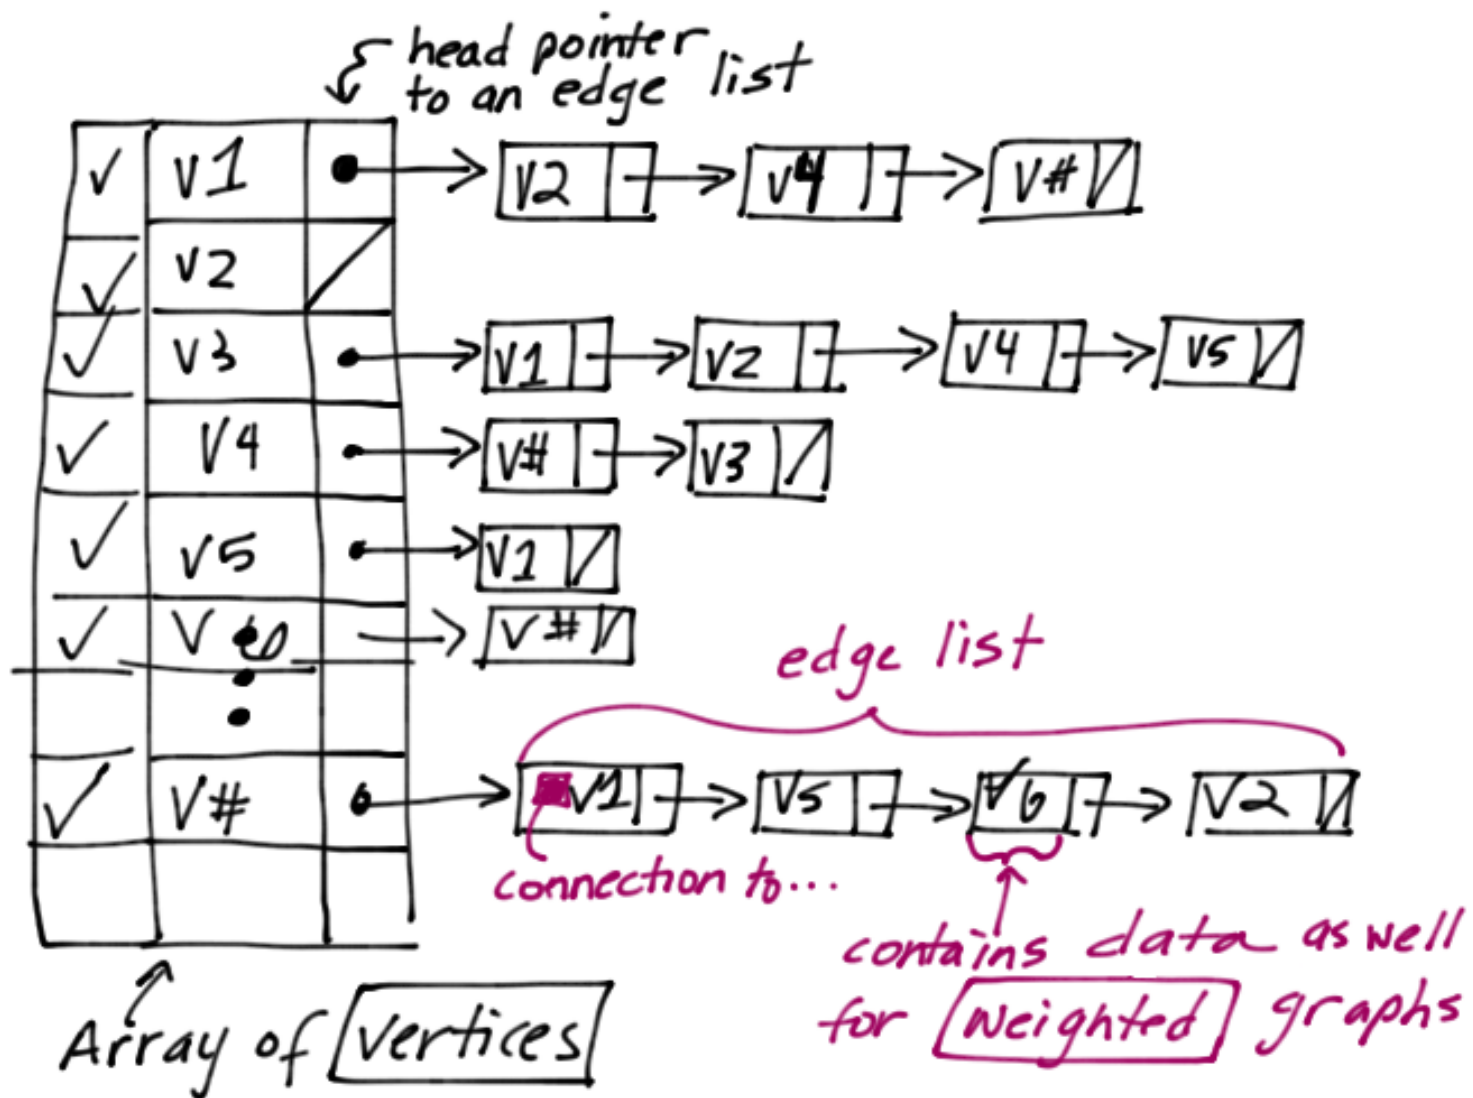 head pointer
to an edge list
✓ v1 v2 v4 v#
✓ v2
✓ v3 v1 v2 v4 v5
✓ v4 v# v3
✓ v5 v1
✓ v v#
edge list
✓ v# v1 v5 v6 v2
connection to...
contains data as well
for weighted graphs
Array of vertices